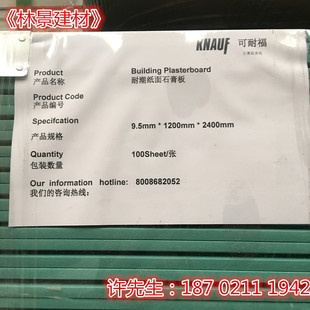 《林景建材》
KNAUF 可耐福
Product Building Plasterboard
产品名称 耐潮纸面石膏板
Product Code
产品编号
Specifcation 9.5mm * 1200mm * 2400mm
产品规格
Quantity 100Sheet/张
包装数量
Our information hotline: 8008682052
我们的咨询热线:
许先生：187 0211 1942